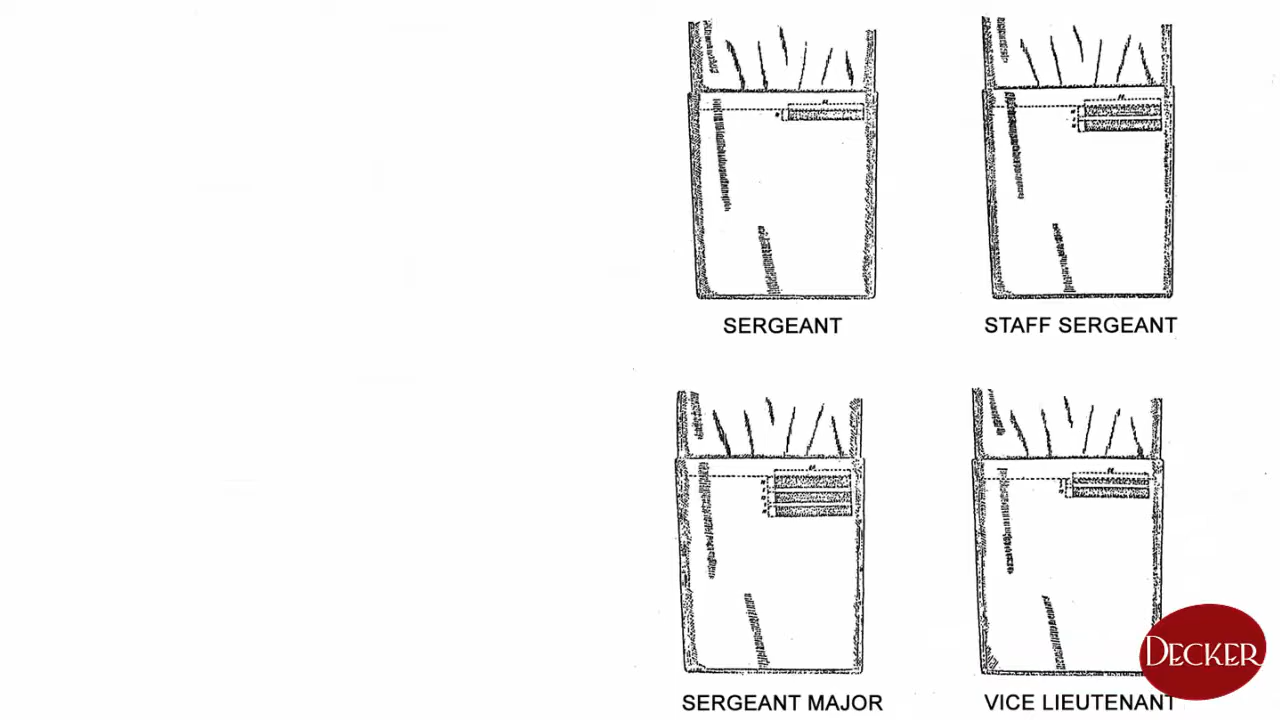 SERGEANT
STAFF SERGEANT
SERGEANT MAJOR
VICE LIEUTENANT
DECKER